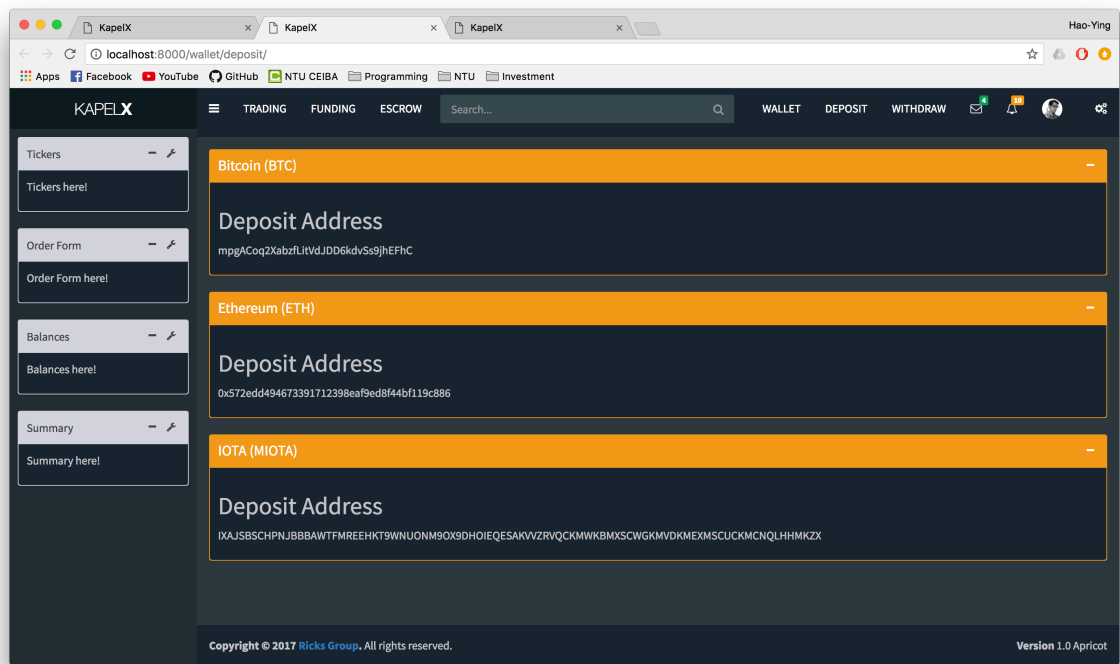 KapelX
KapelX
KapelX
Hao-Ying
localhost:8000/wallet/deposit/
Apps Facebook YouTube GitHub NTU CEIBA Programming NTU Investment
KAPELX
TRADING FUNDING ESCROW Search... WALLET DEPOSIT WITHDRAW 4 10
Tickers
Tickers here!
Order Form
Order Form here!
Balances
Balances here!
Summary
Summary here!
Bitcoin (BTC)
Deposit Address
mpgACoq2XabzfLitVdJDD6kdvSs9jhEFhC
Ethereum (ETH)
Deposit Address
0x572edd494673391712398eaf9ed8f44bf119c886
IOTA (MIOTA)
Deposit Address
IXAJSBSCHPNJBBBAWTFMREEHKT9WNUONM9OX9DHOIEQESAKVVZRVQCKMWKBMXSCWGKMVDKMEXMSCUCKMCNQLHHMKZX
Copyright © 2017 Ricks Group. All rights reserved.
Version 1.0 Apricot